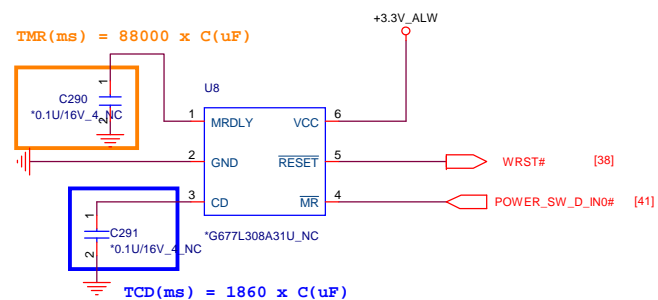 +3.3V_ALW
TMR(ms) = 88000 x C(uF)
U8
1
C290
*0.1U/16V_4_NC
2
1 MRDLY VCC 6
2 GND RESET 5 WRST# [38]
3 CD MR 4 POWER_SW_D_IN0# [41]
1
C291
*0.1U/16V_4_NC
2
*G677L308A31U_NC
TCD(ms) = 1860 x C(uF)